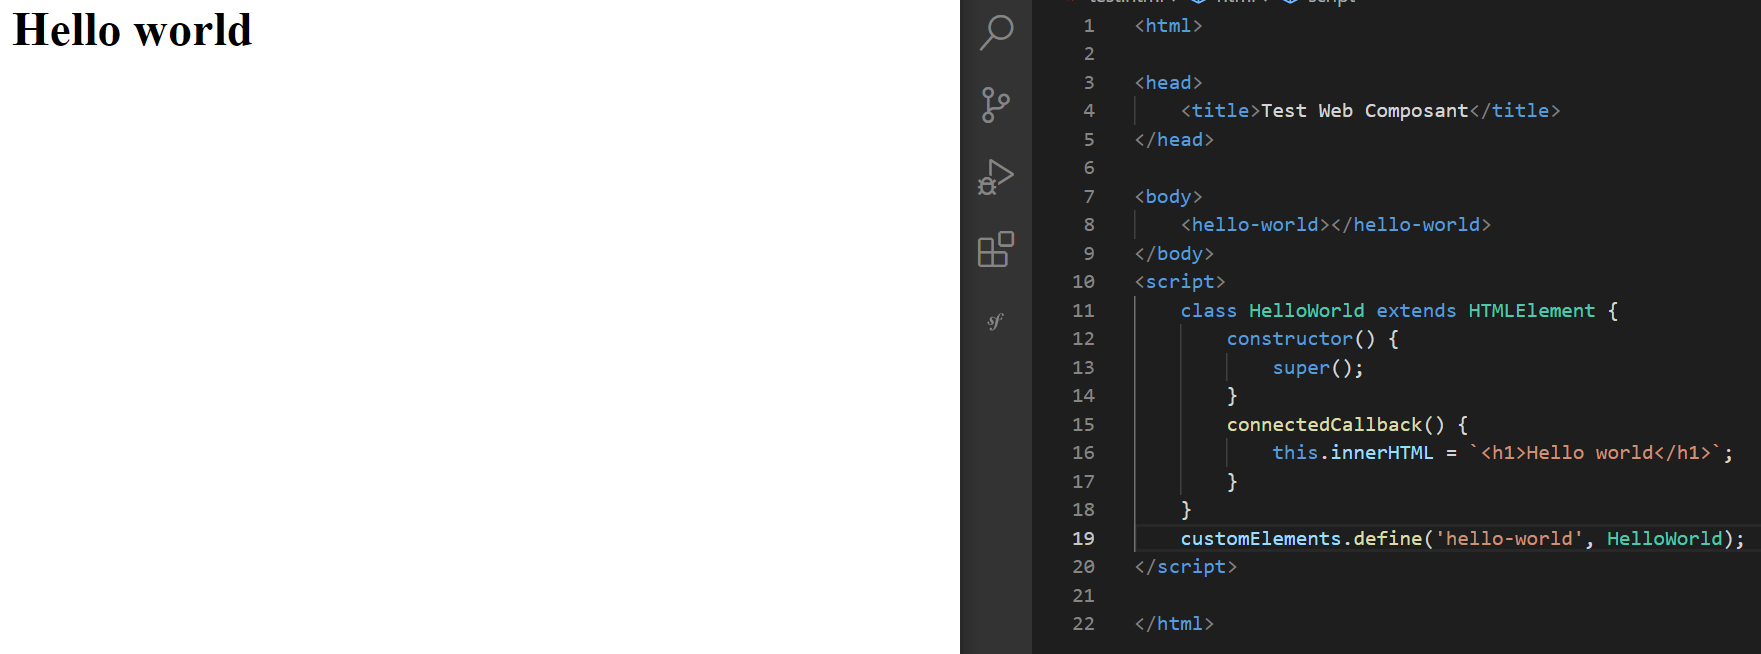 Hello world
1 <html>
2
3 <head>
4 <title>Test Web Composant</title>
5 </head>
6
7 <body>
8 <hello-world></hello-world>
9 </body>
10 <script>
11 class HelloWorld extends HTMLElement {
12 constructor() {
13 super();
14 }
15 connectedCallback() {
16 this.innerHTML = `<h1>Hello world</h1>`;
17 }
18 }
19 customElements.define('hello-world', HelloWorld);
20 </script>
21
22 </html>
sf